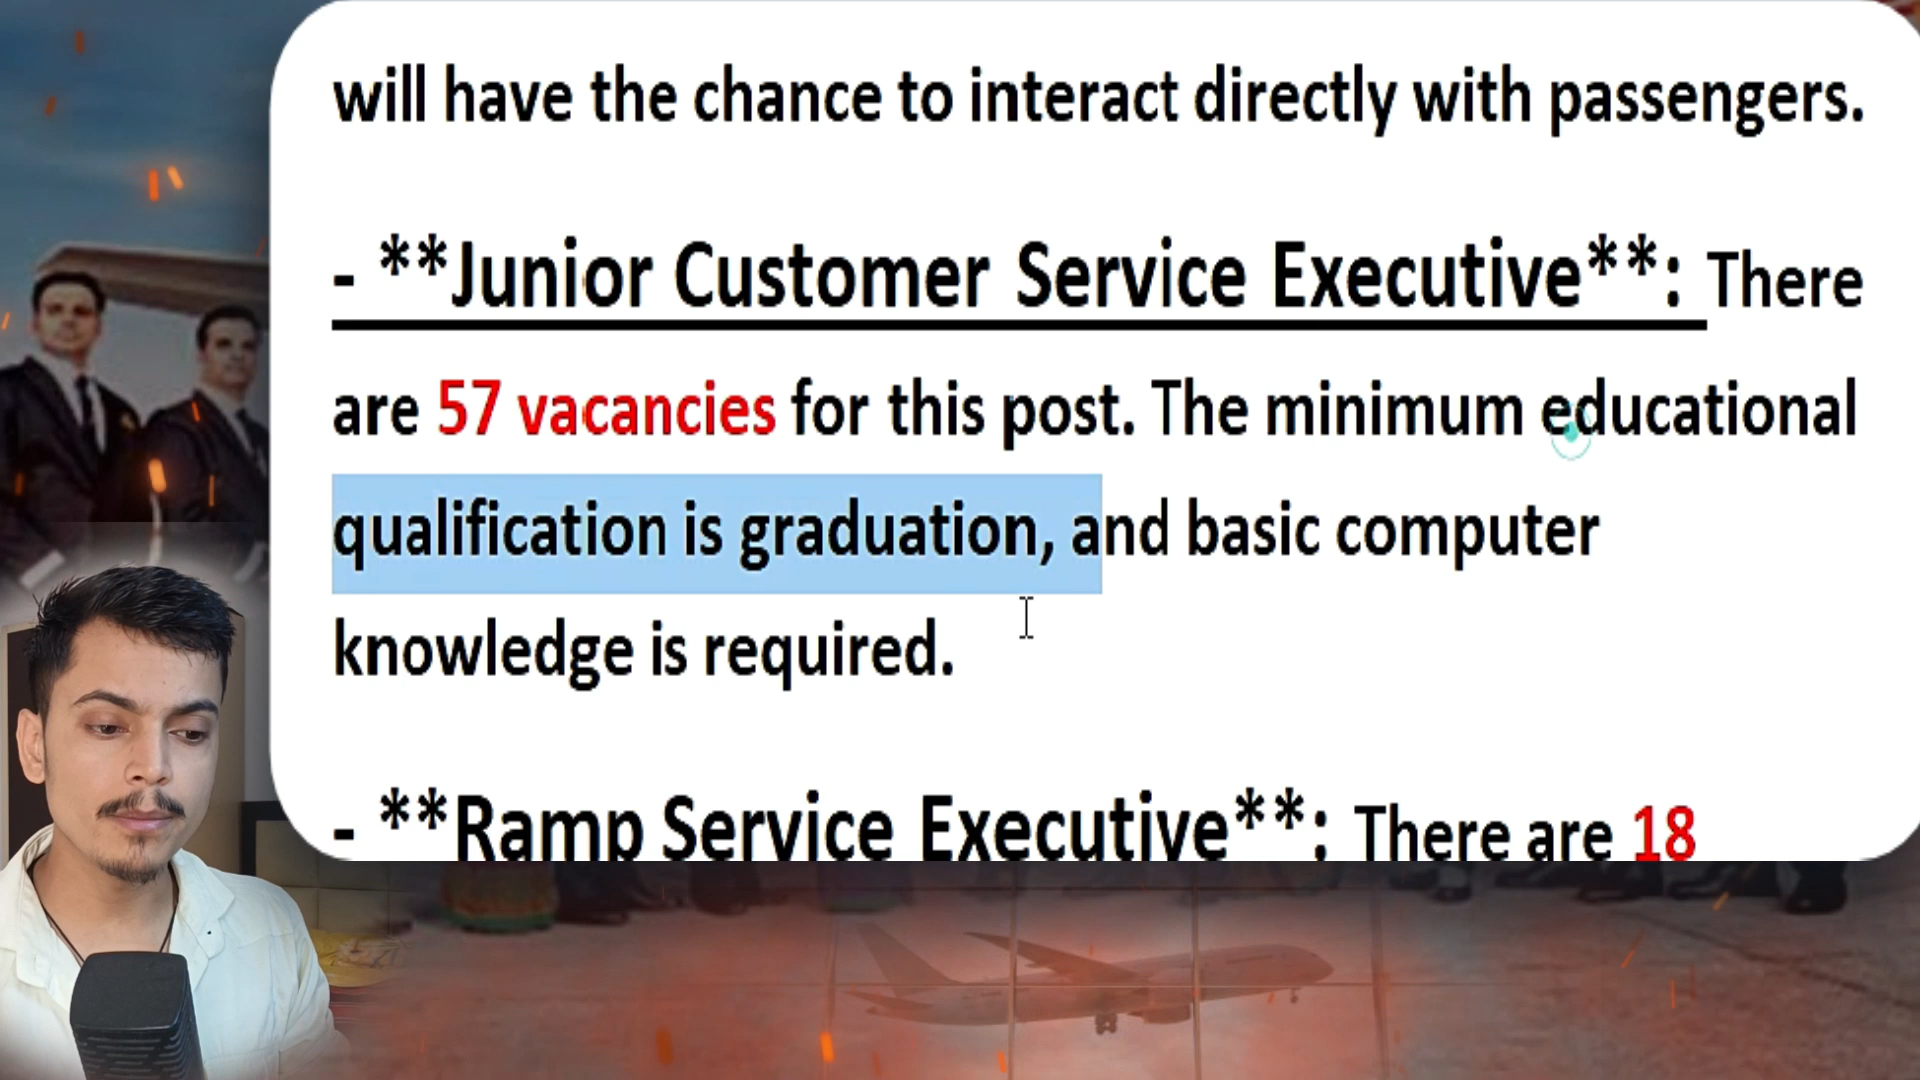 will have the chance to interact directly with passengers.
- **Junior Customer Service Executive**: There
are 57 vacancies for this post. The minimum educational
qualification is graduation, and basic computer
knowledge is required.
- **Ramp Service Executive**: There are 18